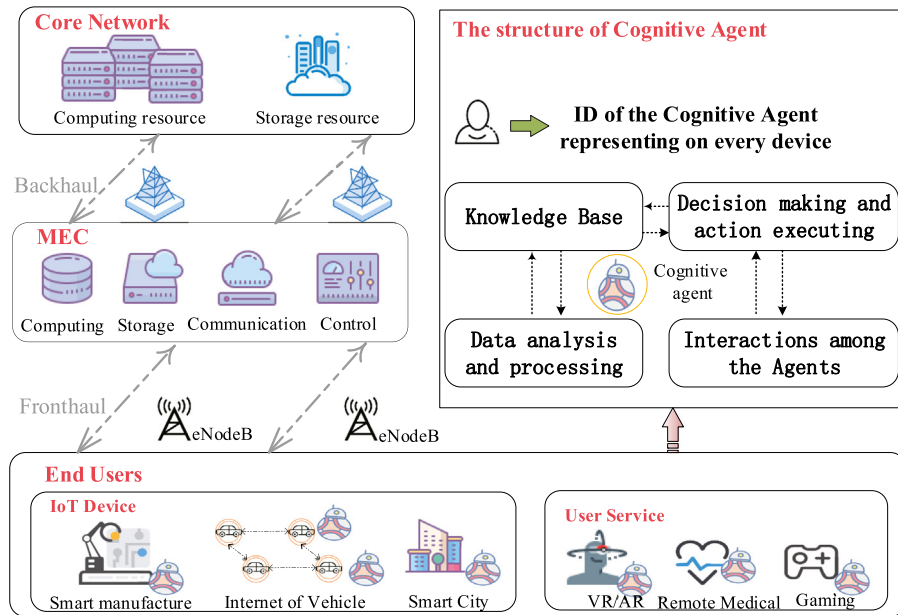 Core Network
Computing resource
Storage resource
Backhaul
MEC
Computing
Storage
Communication
Control
Fronthaul
eNodeB
eNodeB
The structure of Cognitive Agent
ID of the Cognitive Agent
representing on every device
Knowledge Base
Decision making and
action executing
Cognitive
agent
Data analysis
and processing
Interactions among
the Agents
End Users
IoT Device
Smart manufacture
Internet of Vehicle
Smart City
User Service
VR/AR
Remote Medical
Gaming